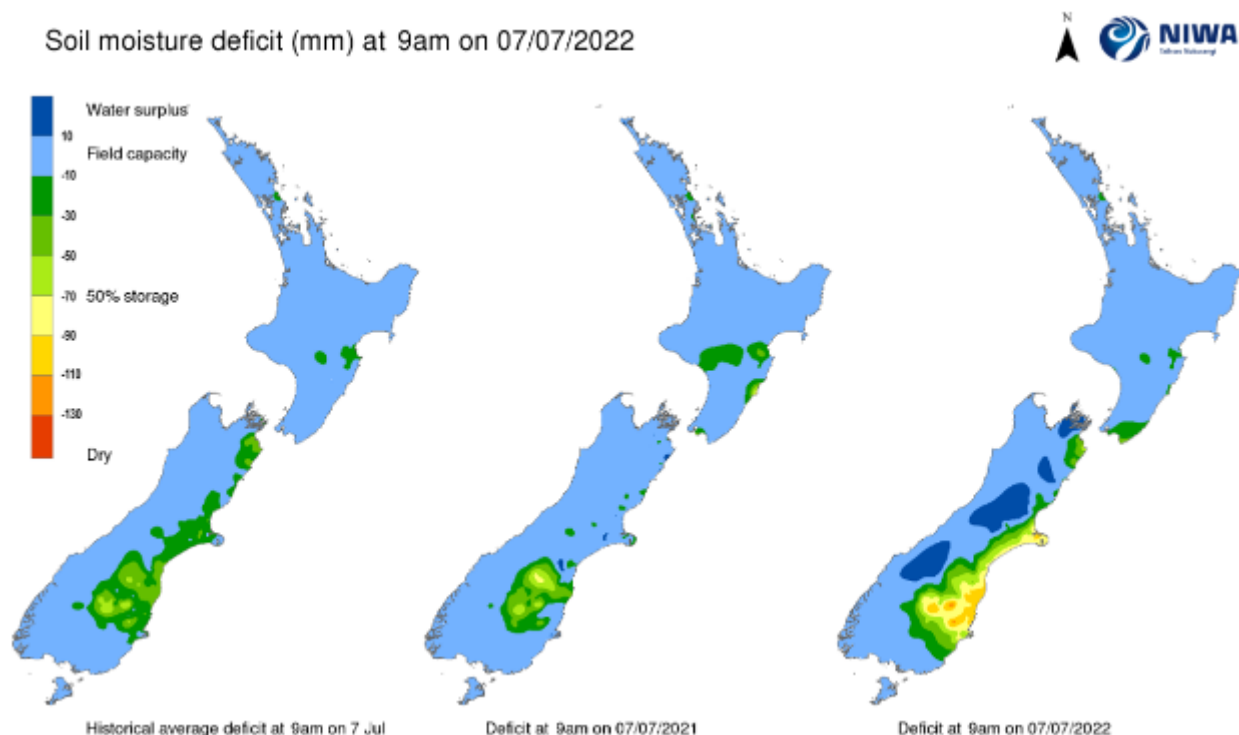 Soil moisture deficit (mm) at 9am on 07/07/2022
N
NIWA
Taihoro Nukurangi
Water surplus
10
Field capacity
-10
-30
-50
-70
50% storage
-90
-110
-130
Dry
Historical average deficit at 9am on 7 Jul
Deficit at 9am on 07/07/2021
Deficit at 9am on 07/07/2022